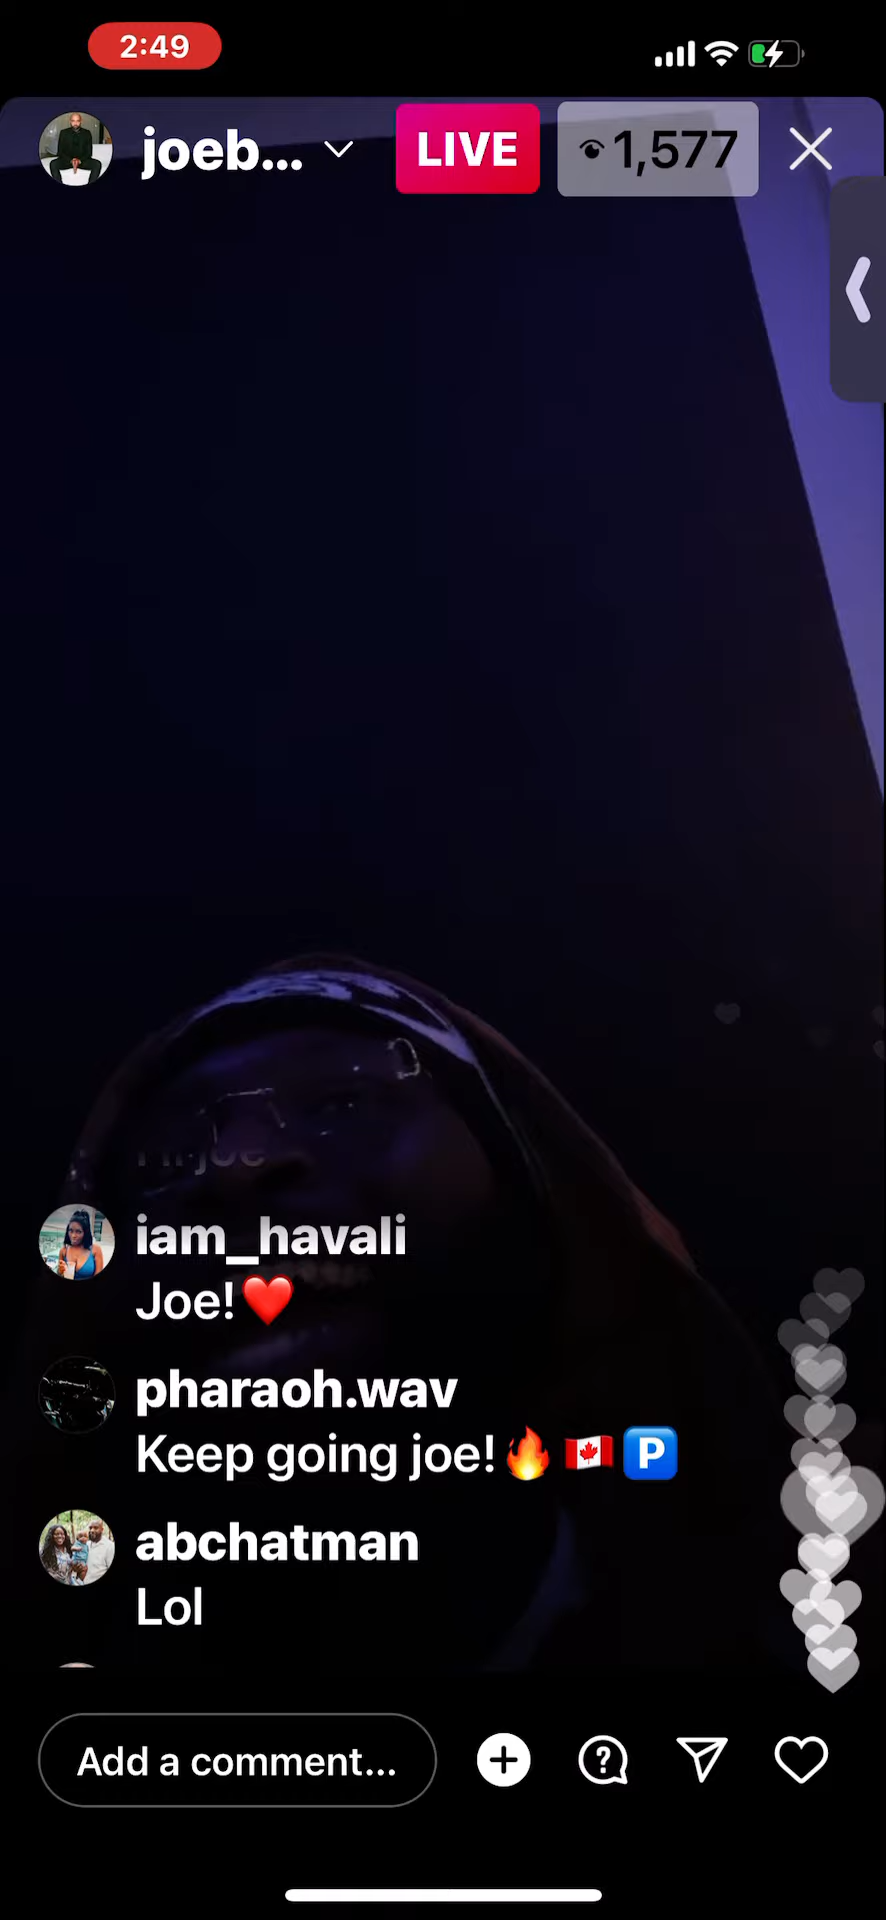 2:49
joeb...
LIVE
1,577
iam_havali
Joe!❤️
pharaoh.wav
Keep going joe!🔥 🇨🇦 🅿️
abchatman
Lol
Add a comment...